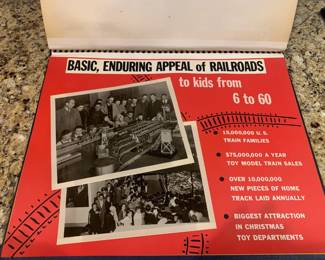 BASIC, ENDURING APPEAL of RAILROADS
to kids from
6 to 60
15,000,000 U.S.
TRAIN FAMILIES
$75,000,000 A YEAR
TOY MODEL TRAIN SALES
OVER 10,000,000
NEW PIECES OF HOME
TRACK LAID ANNUALLY
BIGGEST ATTRACTION
IN CHRISTMAS
TOY DEPARTMENTS